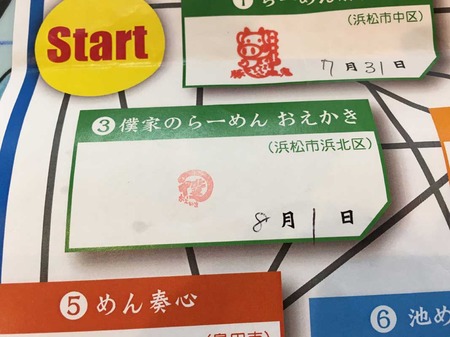 Start
1 らーめん
(浜松市中区)
7月31日
3 僕家のらーめん おえかき
(浜松市浜北区)
8月1日
5 めん奏心
6 池め